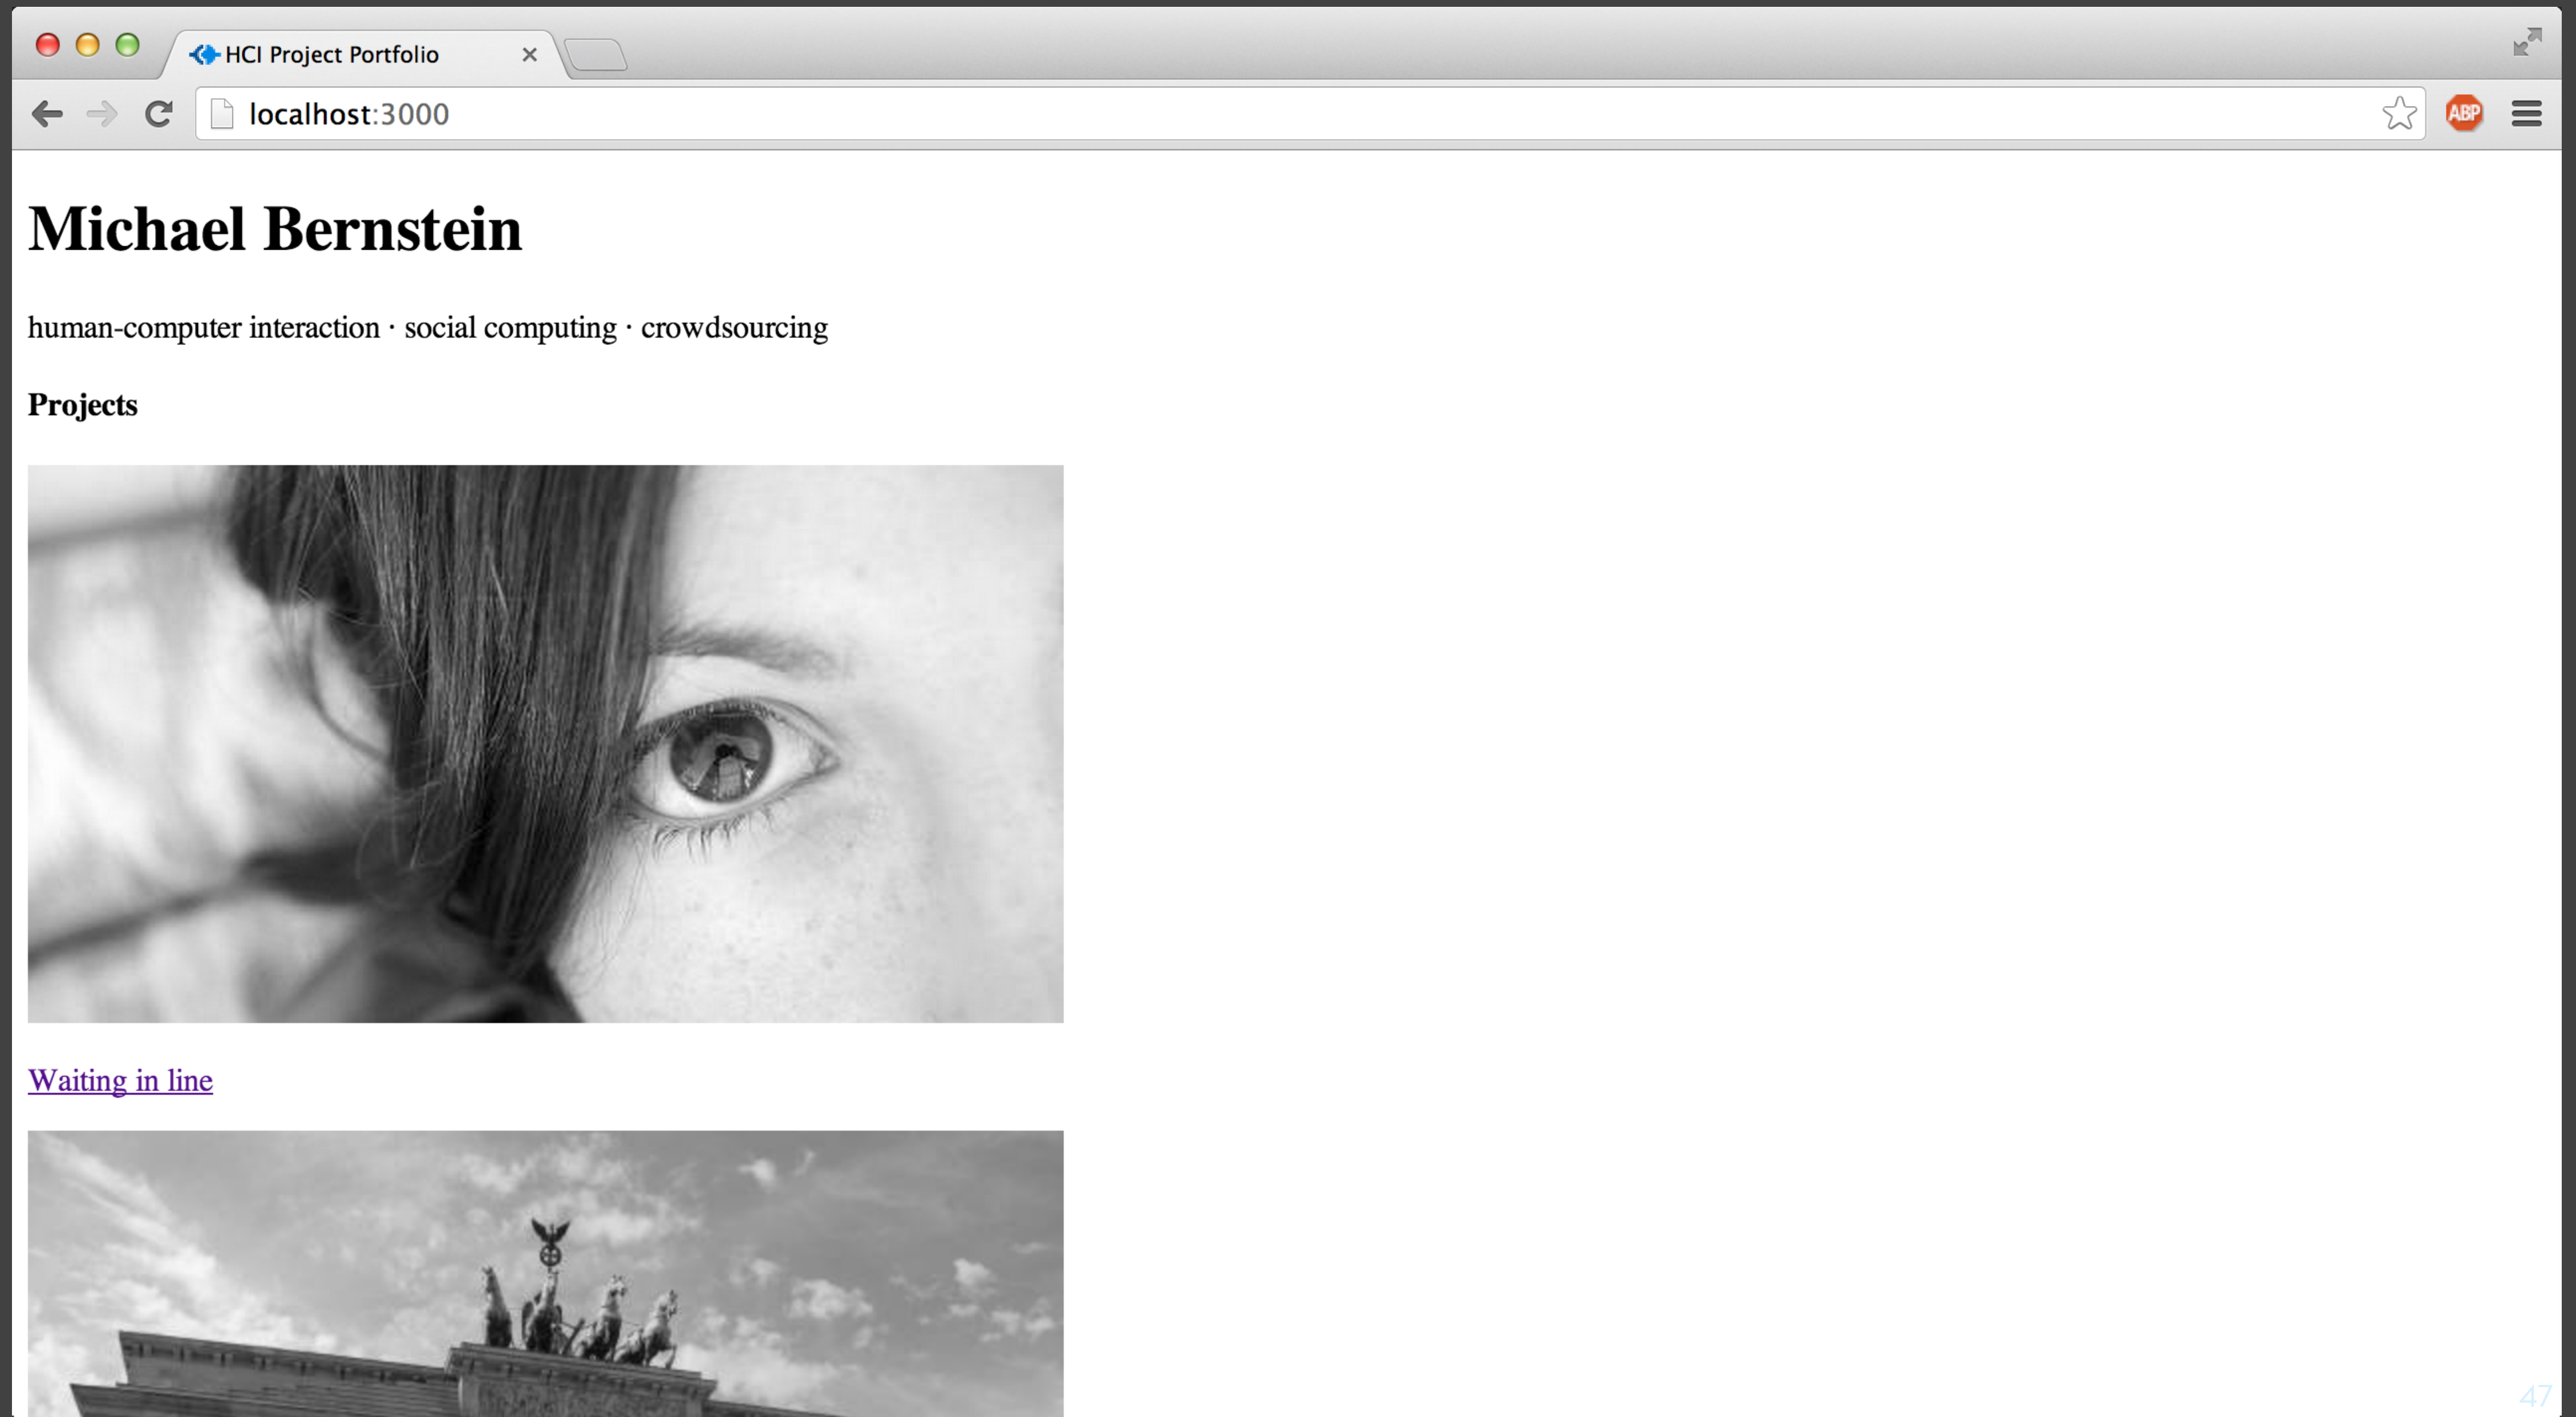 HCI Project Portfolio
localhost:3000
ABP
Michael Bernstein
human-computer interaction · social computing · crowdsourcing
Projects
Waiting in line
47